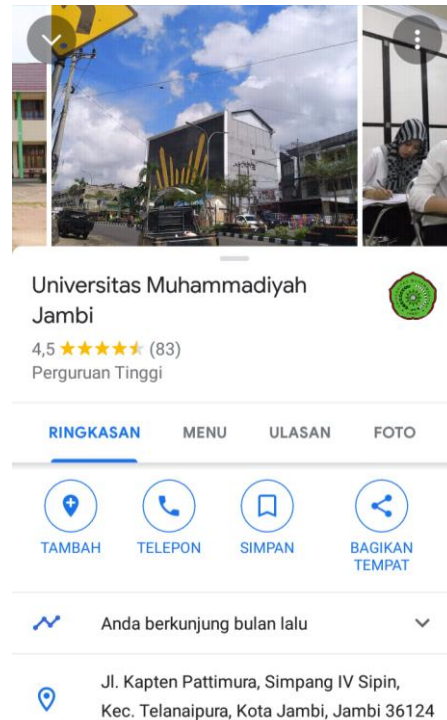 Universitas Muhammadiyah
Jambi
4,5 ★★★★★ (83)
Perguruan Tinggi
RINGKASAN MENU ULASAN FOTO
TAMBAH TELEPON SIMPAN BAGIKAN
TEMPAT
Anda berkunjung bulan lalu
Jl. Kapten Pattimura, Simpang IV Sipin,
Kec. Telanaipura, Kota Jambi, Jambi 36124